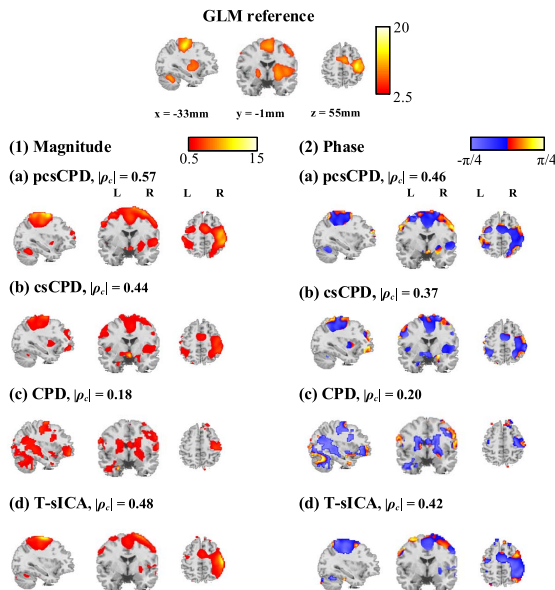 GLM reference
20
2.5
x = -33mm y = -1mm z = 55mm
(1) Magnitude
0.5 15
(2) Phase
-π/4 π/4
(a) pcsCPD, |ρc| = 0.57
L R L R
(a) pcsCPD, |ρc| = 0.46
L R L R
(b) csCPD, |ρc| = 0.44
(b) csCPD, |ρc| = 0.37
(c) CPD, |ρc| = 0.18
(c) CPD, |ρc| = 0.20
(d) T-sICA, |ρc| = 0.48
(d) T-sICA, |ρc| = 0.42